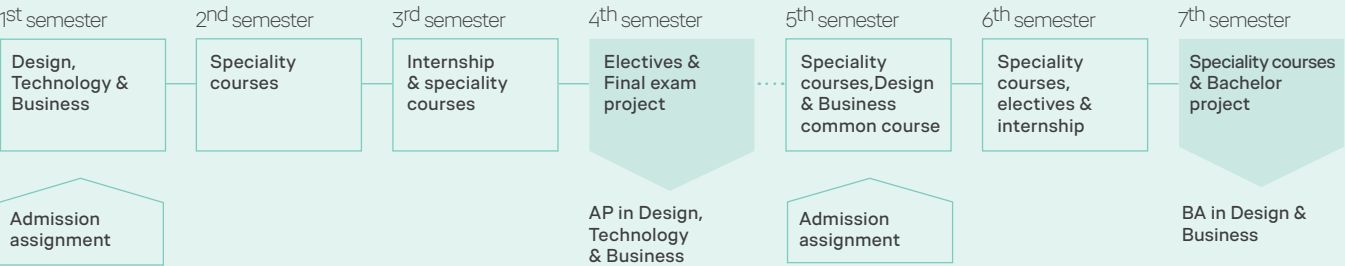 1st semester
Design,
Technology &
Business
Admission
assignment
2nd semester
Speciality
courses
3rd semester
Internship
& speciality
courses
4th semester
Electives &
Final exam
project
AP in Design,
Technology
& Business
5th semester
Speciality
courses,Design
& Business
common course
Admission
assignment
6th semester
Speciality
courses,
electives &
internship
7th semester
Speciality courses
& Bachelor
project
BA in Design &
Business